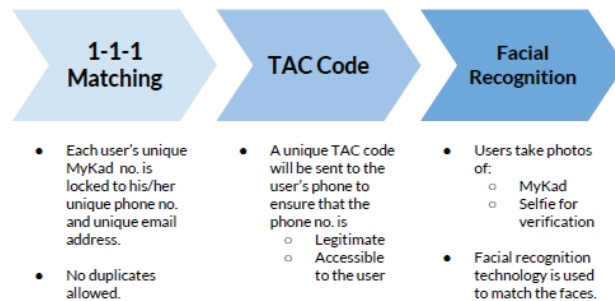 1-1-1
Matching
TAC Code
Facial
Recognition
● Each user's unique
MyKad no. is
locked to his/her
unique phone no.
and unique email
address.
● No duplicates
allowed.
● A unique TAC code
will be sent to the
user's phone to
ensure that the
phone no. is
○ Legitimate
○ Accessible
to the user
● Users take photos
of:
○ MyKad
○ Selfie for
verification
● Facial recognition
technology is used
to match the faces.